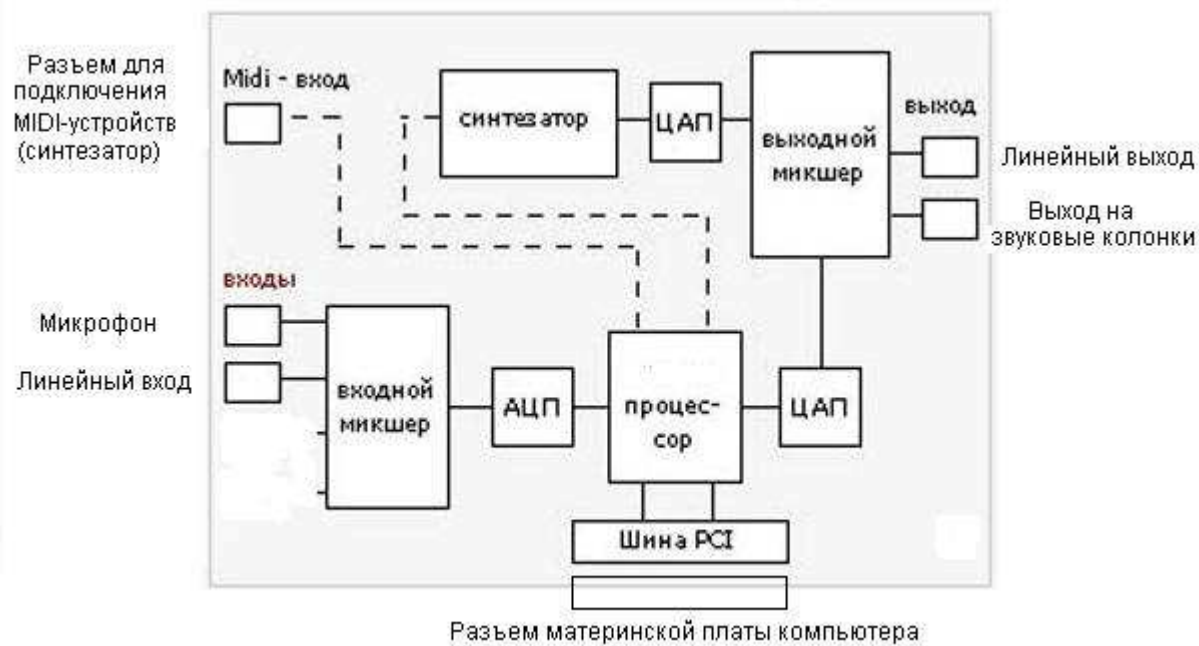 Разъем для
подключения
MIDI-устройств
(синтезатор)
Midi - вход
синтезатор
ЦАП
выходной
микшер
выход
Линейный выход
Выход на
звуковые колонки
входы
Микрофон
Линейный вход
входной
микшер
АЦП
процес-
сор
ЦАП
Шина PCI
Разъем материнской платы компьютера